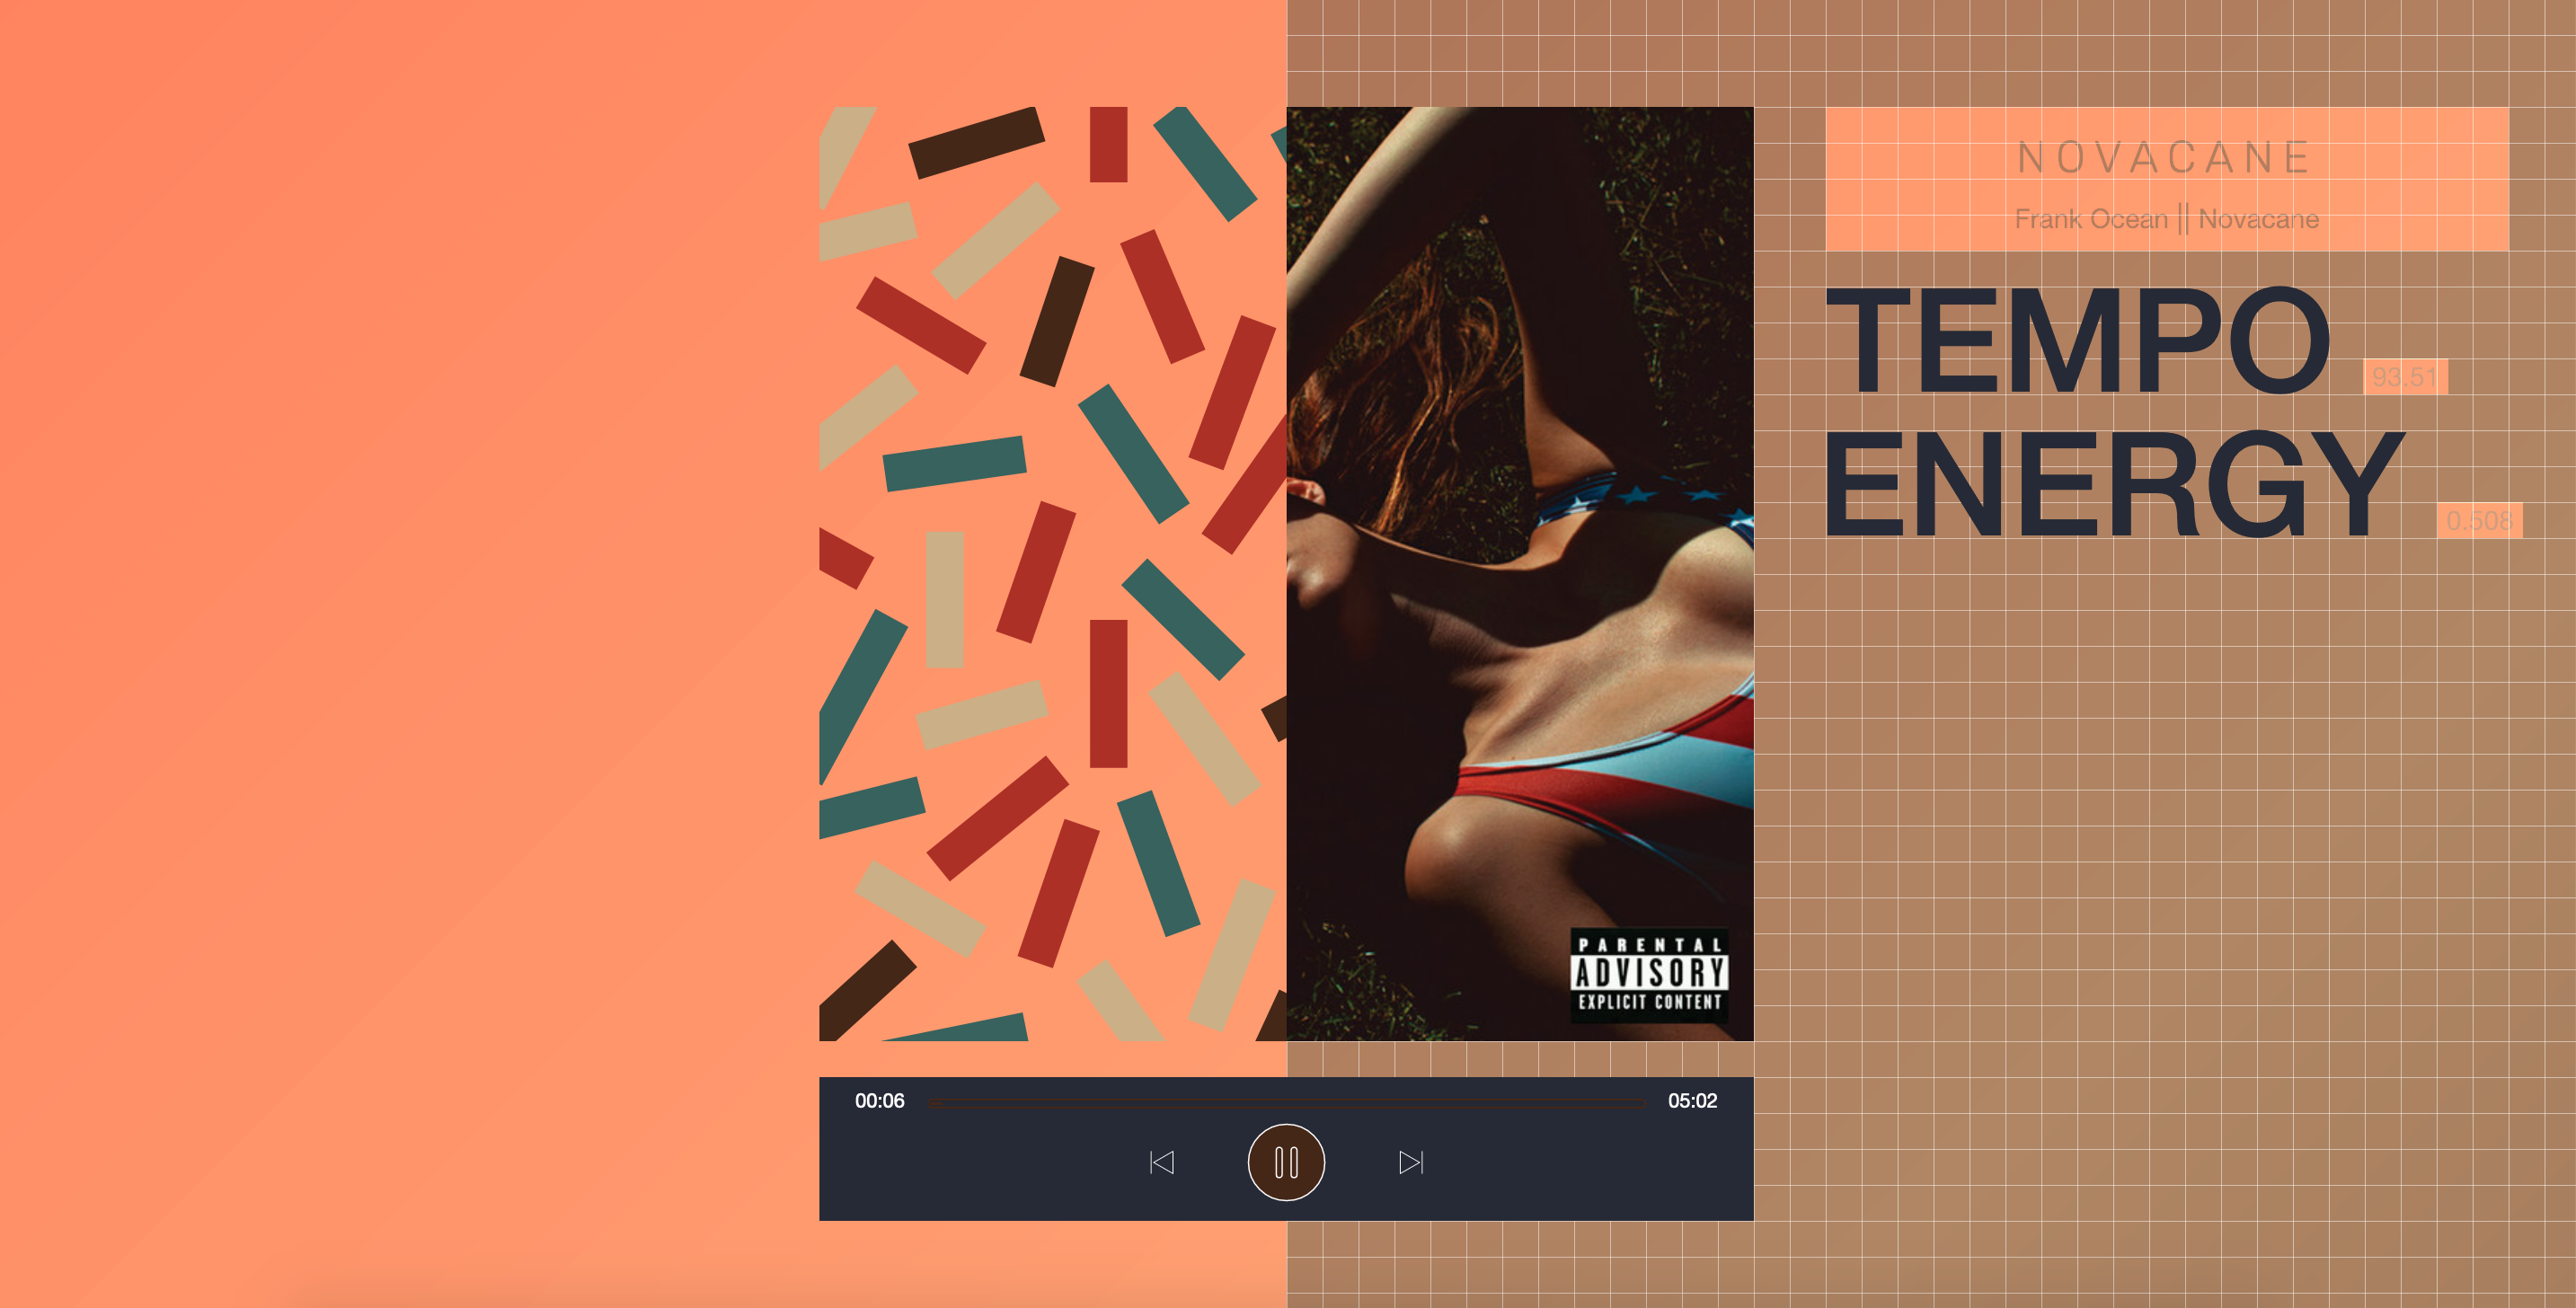 NOVACANE
Frank Ocean || Novacane
TEMPO 93.51
ENERGY 0.508
PARENTAL
ADVISORY
EXPLICIT CONTENT
00:06 05:02